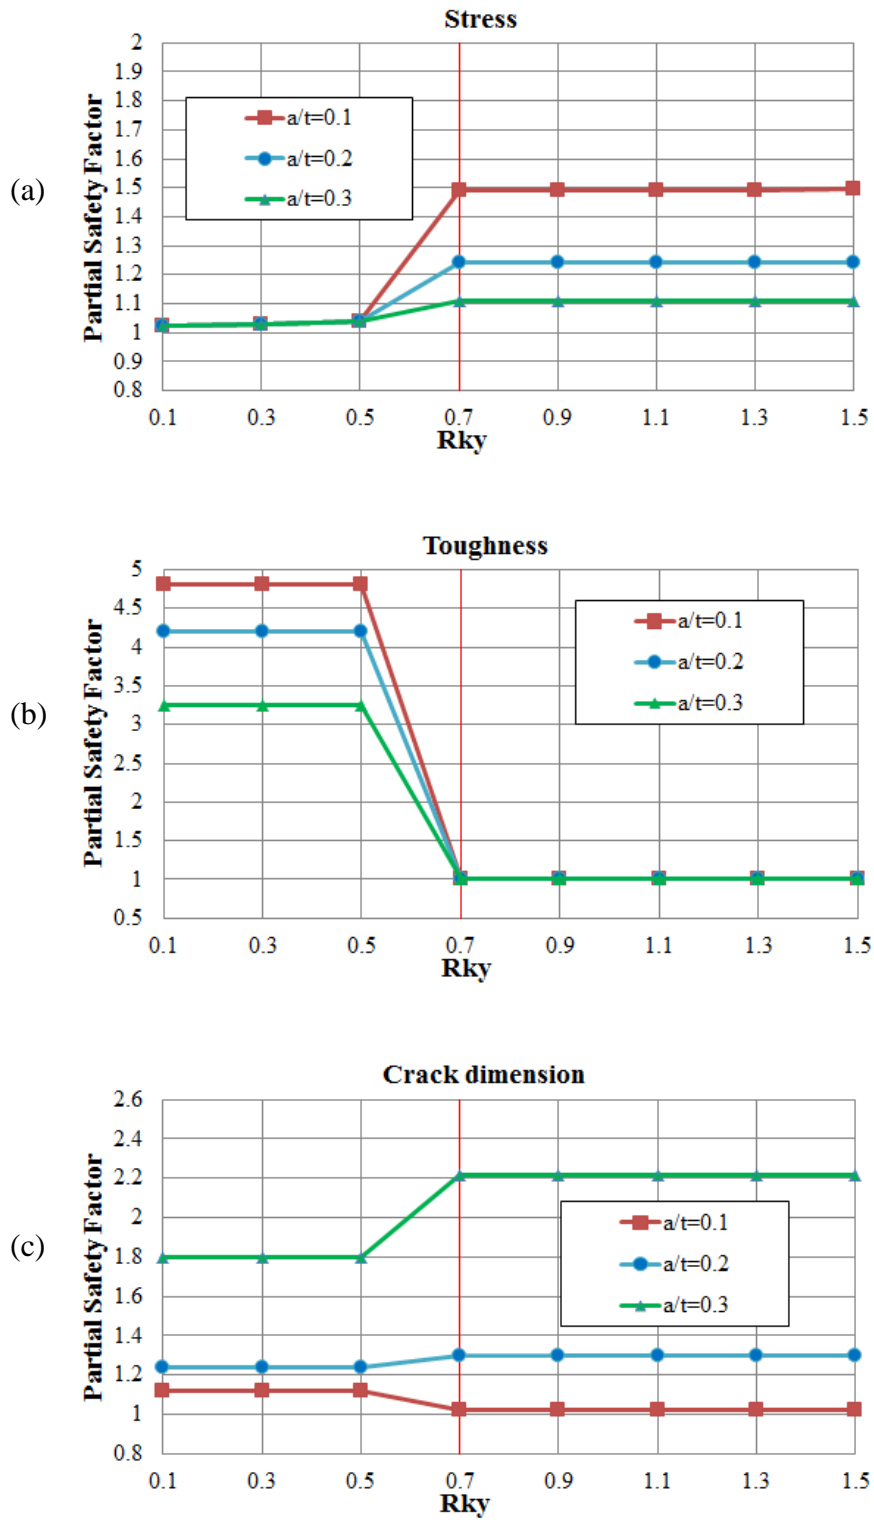 Stress
(a)
Partial Safety Factor
2
1.9
1.8
1.7
1.6
1.5
1.4
1.3
1.2
1.1
1
0.9
0.8
a/t=0.1
a/t=0.2
a/t=0.3
0.1 0.3 0.5 0.7 0.9 1.1 1.3 1.5
Rky
Toughness
(b)
Partial Safety Factor
5
4.5
4
3.5
3
2.5
2
1.5
1
0.5
a/t=0.1
a/t=0.2
a/t=0.3
0.1 0.3 0.5 0.7 0.9 1.1 1.3 1.5
Rky
Crack dimension
(c)
Partial Safety Factor
2.6
2.4
2.2
2
1.8
1.6
1.4
1.2
1
0.8
a/t=0.1
a/t=0.2
a/t=0.3
0.1 0.3 0.5 0.7 0.9 1.1 1.3 1.5
Rky